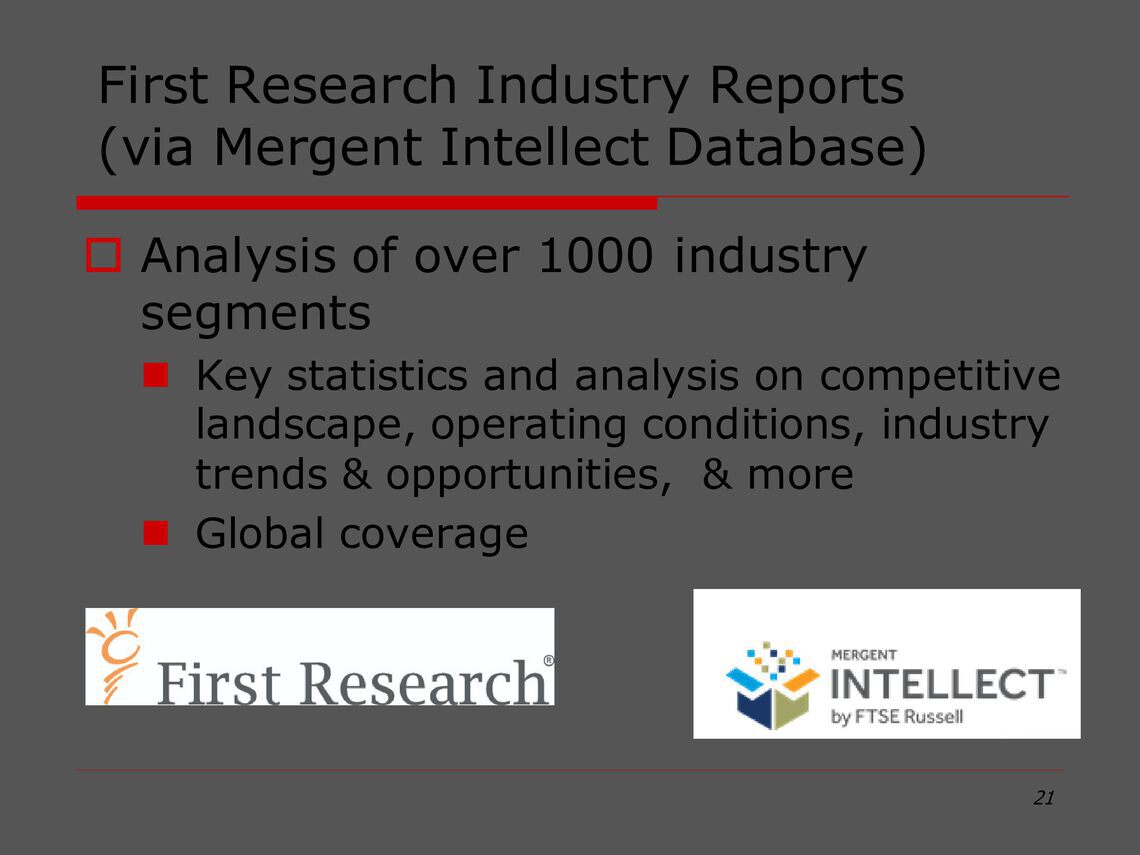 First Research Industry Reports
(via Mergent Intellect Database)
Analysis of over 1000 industry
segments
Key statistics and analysis on competitive
landscape, operating conditions, industry
trends & opportunities,  & more
Global coverage
First Research®
MERGENT
INTELLECT™
by FTSE Russell
21